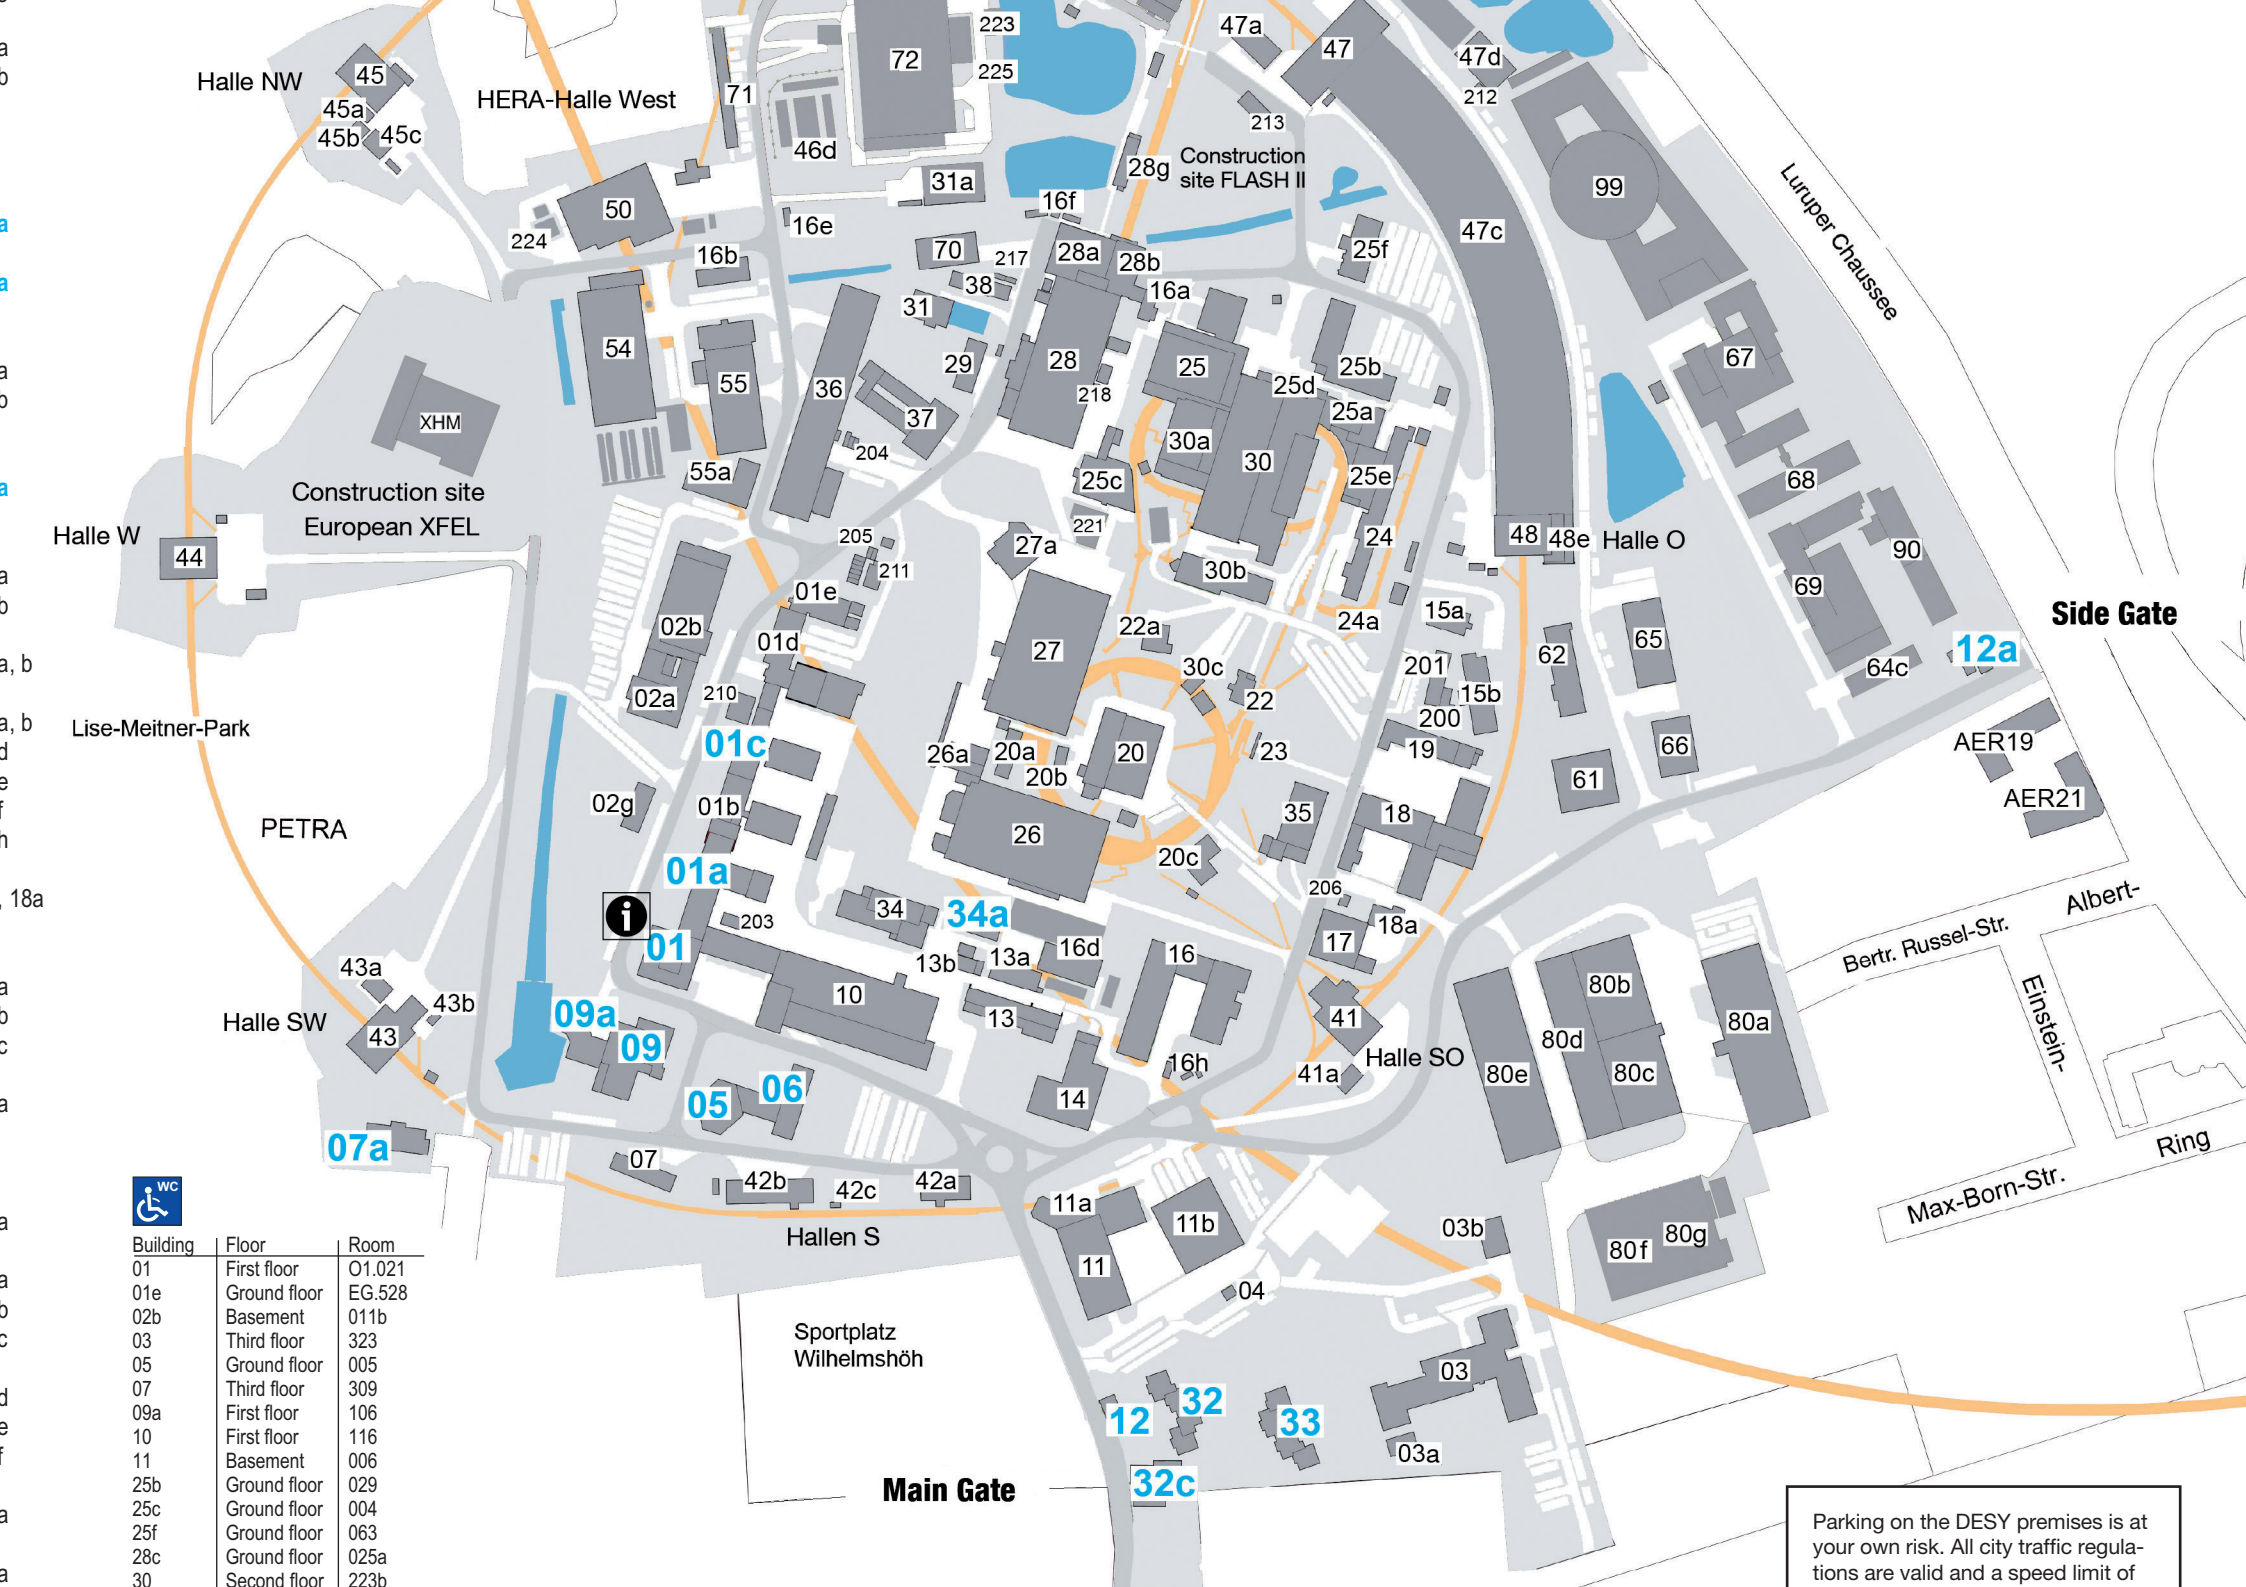 a
b
a
a
a
b
a
a
b
a, b
a, b
d
e
f
h
, 18a
a
b
c
a
a
a
b
c
d
e
f
a
a
223
72
225
47a
47
47d
212
Halle NW
45
45a
45b
45c
HERA-Halle West
71
46d
213
28g
Construction
site FLASH II
99
Luruper Chaussee
31a
50
224
16e
16f
47c
16b
70
217
28a
28b
25f
38
16a
31
54
55
36
29
28
218
25
25d
25b
67
37
25a
XHM
204
30a
30
55a
25c
25e
68
Construction site
European XFEL
221
24
48
48e
Halle O
Halle W
44
205
27a
211
30b
90
69
01e
15a
24a
Side Gate
02b
01d
22a
27
62
65
12a
201
64c
30c
02a
210
22
15b
200
Lise-Meitner-Park
01c
26a
20a
20
23
19
66
AER19
20b
61
02g
01b
AER21
PETRA
35
18
26
20c
01a
206
Albert-
34
34a
203
18a
01
17
Bertr. Russel-Str.
16d
16
13b
13a
43a
10
80b
Einstein-
43b
09a
13
41
80a
Halle SW
43
09
80d
Halle SO
16h
41a
80e
80c
06
05
14
07a
Ring
07
42b
42c
42a
Max-Born-Str.
11a
11b
03b
80g
80f
Hallen S
11
04
Sportplatz
Wilhelmshöh
03
32
12
33
03a
32c
Main Gate
WC
Building Floor Room
01 First floor O1.021
01e Ground floor EG.528
02b Basement 011b
03 Third floor 323
05 Ground floor 005
07 Third floor 309
09a First floor 106
10 First floor 116
11 Basement 006
25b Ground floor 029
25c Ground floor 004
25f Ground floor 063
28c Ground floor 025a
30 Second floor 223b
Parking on the DESY premises is at
your own risk. All city traffic regula-
tions are valid and a speed limit of